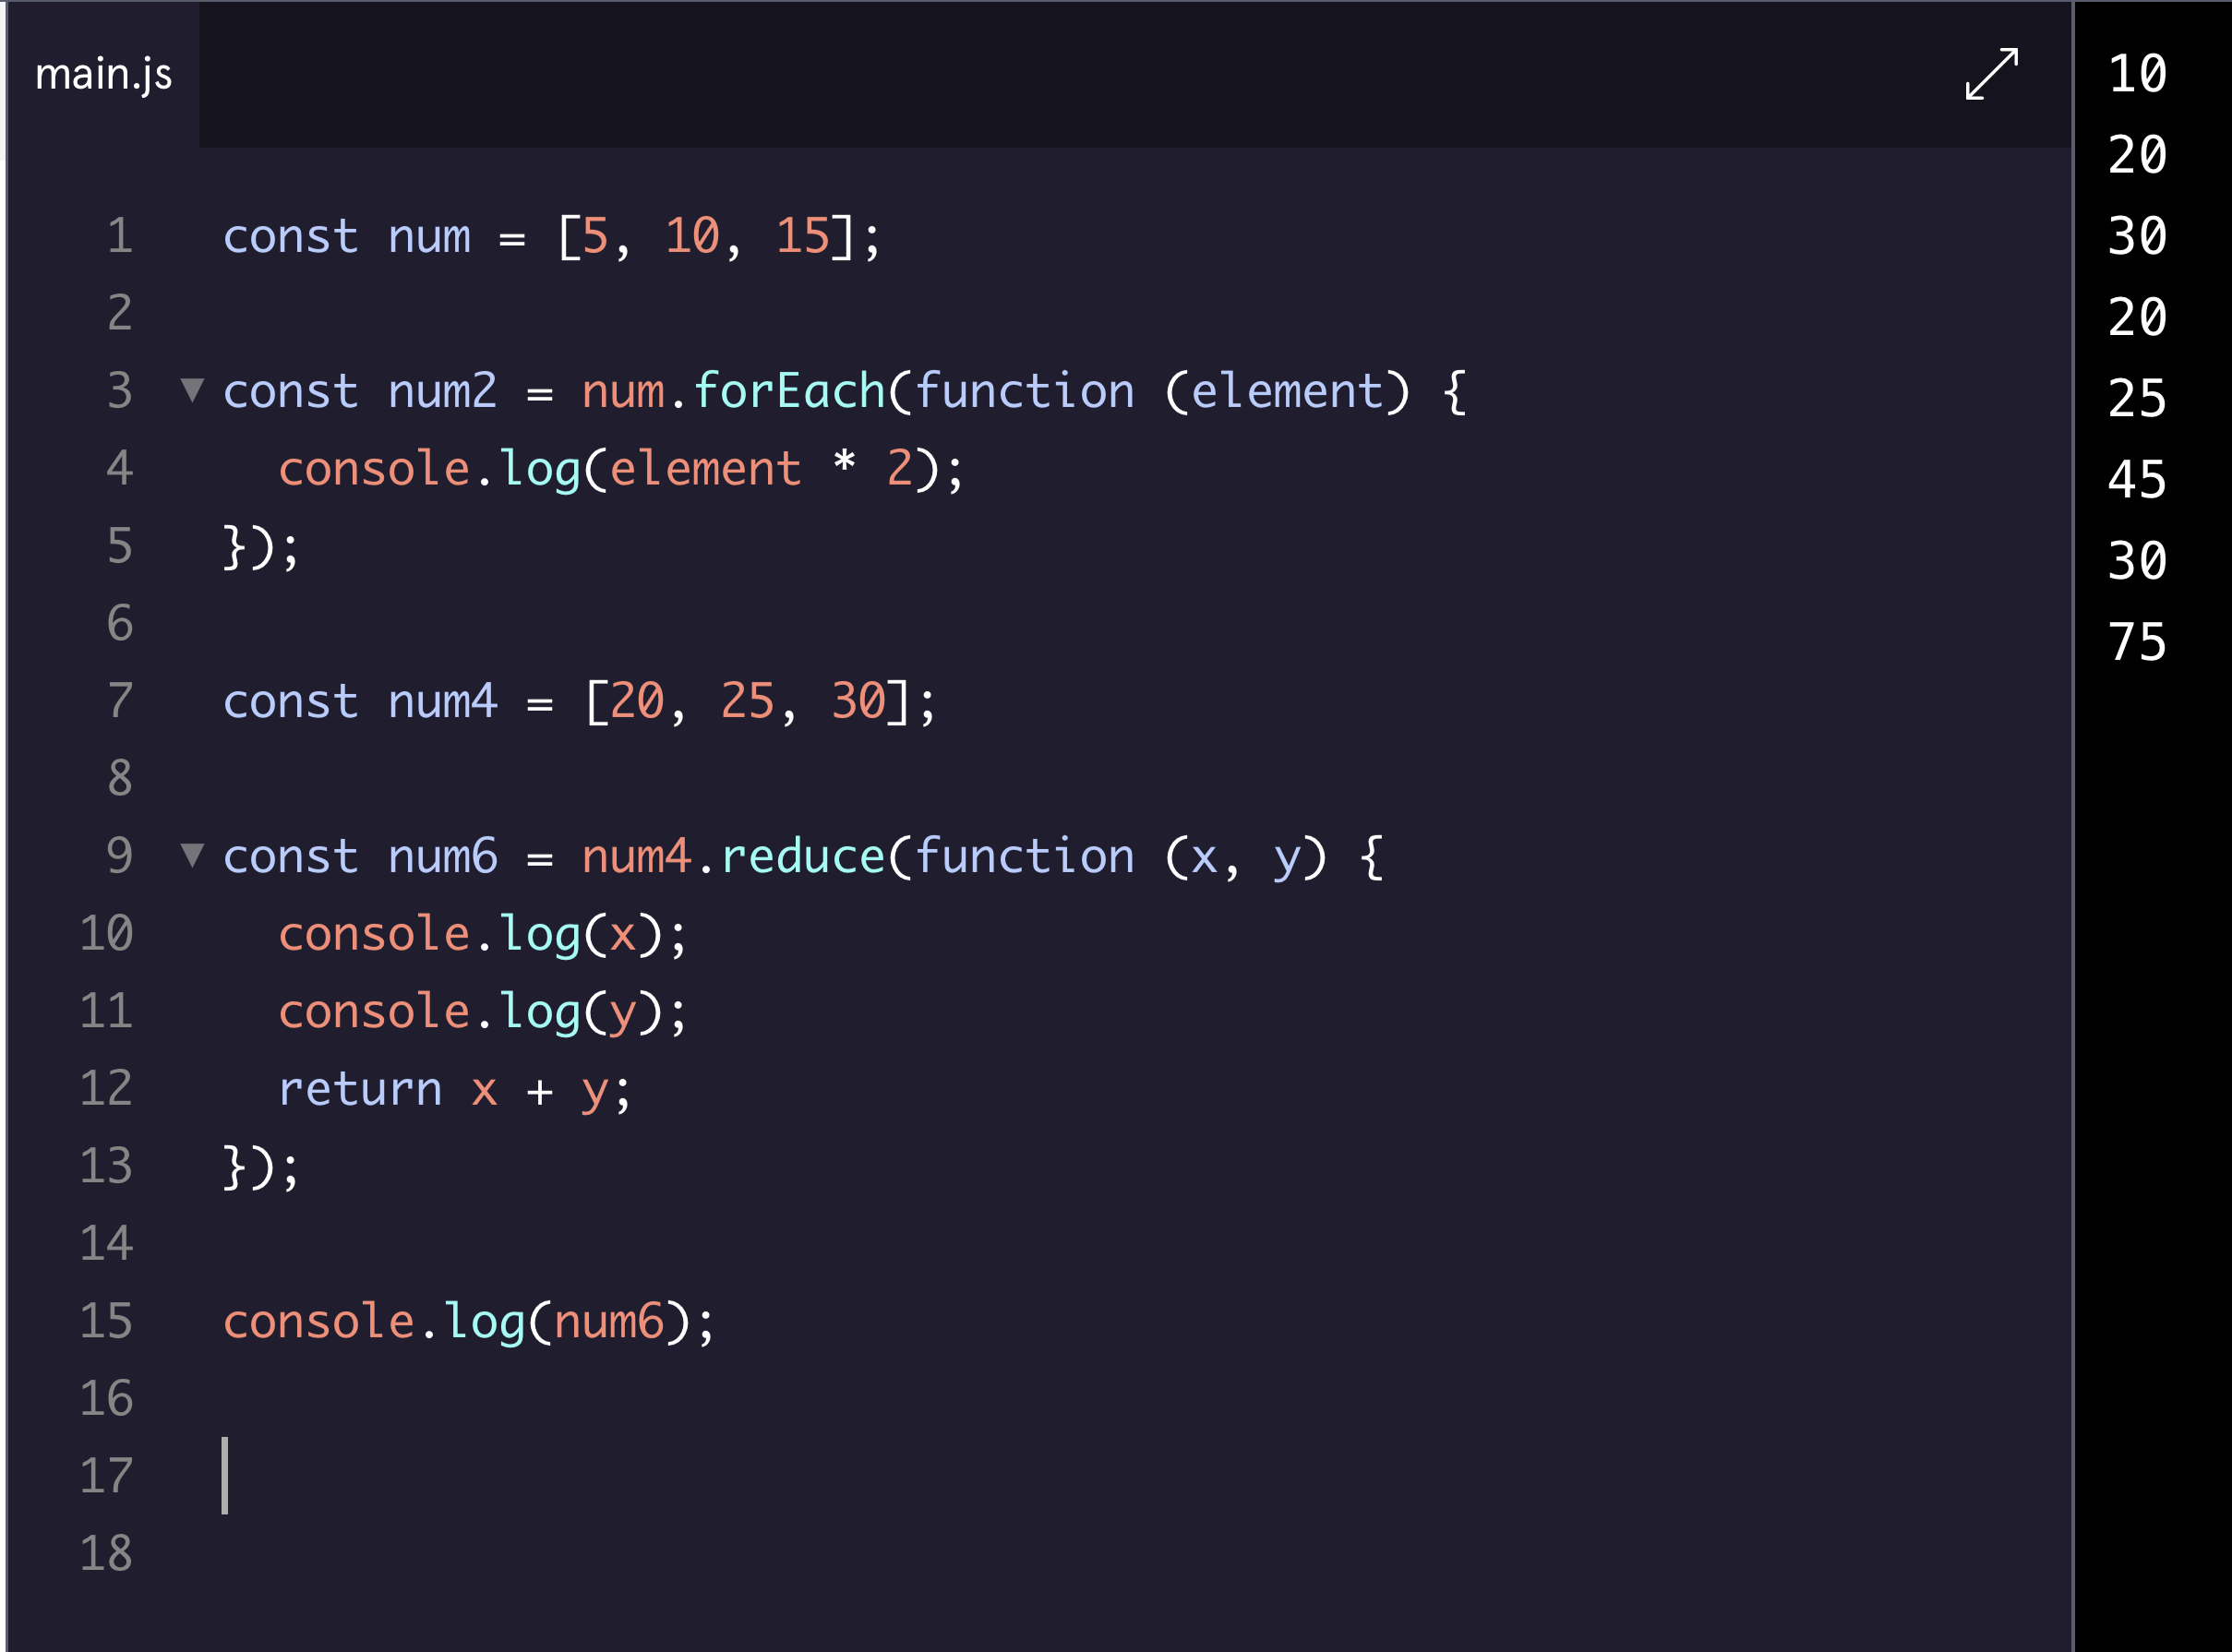 main.js
1 const num = [5, 10, 15];
2
3 ▼ const num2 = num.forEach(function (element) {
4   console.log(element * 2);
5 });
6
7 const num4 = [20, 25, 30];
8
9 ▼ const num6 = num4.reduce(function (x, y) {
10   console.log(x);
11   console.log(y);
12   return x + y;
13 });
14
15 console.log(num6);
16
17
18
10
20
30
20
25
45
30
75